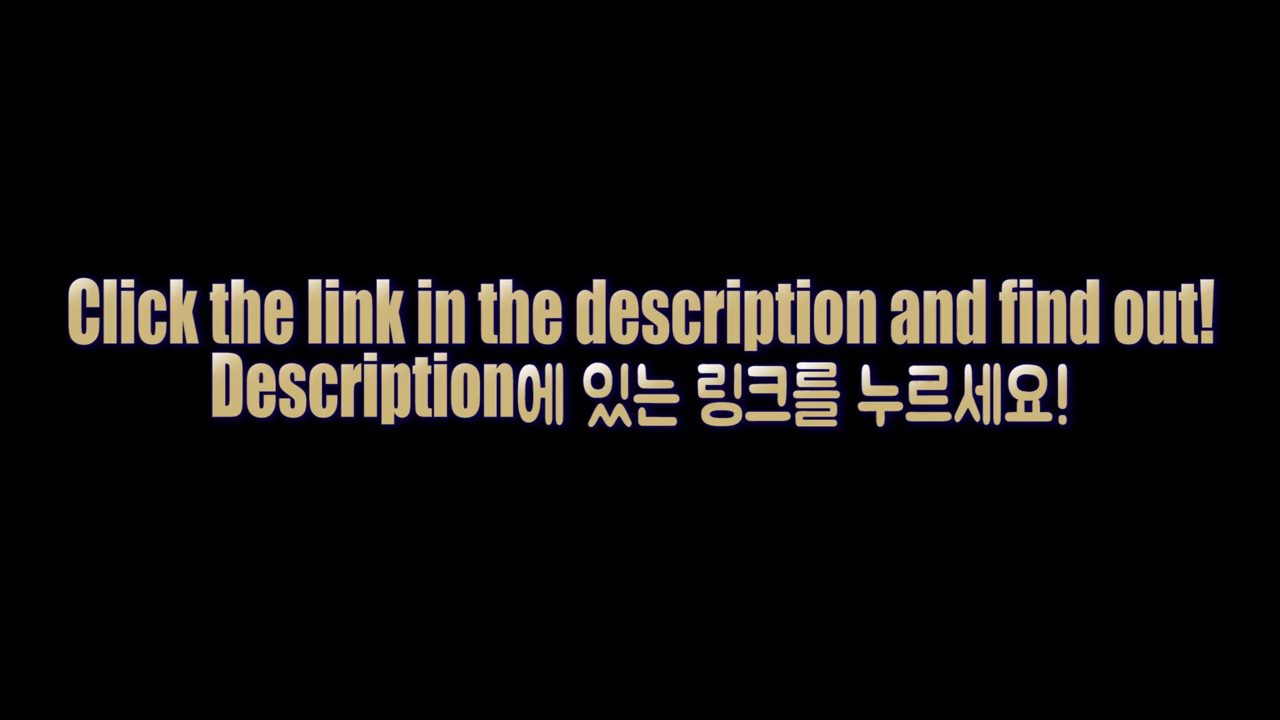 Click the link in the description and find out!
Description에 있는 링크를 누르세요!